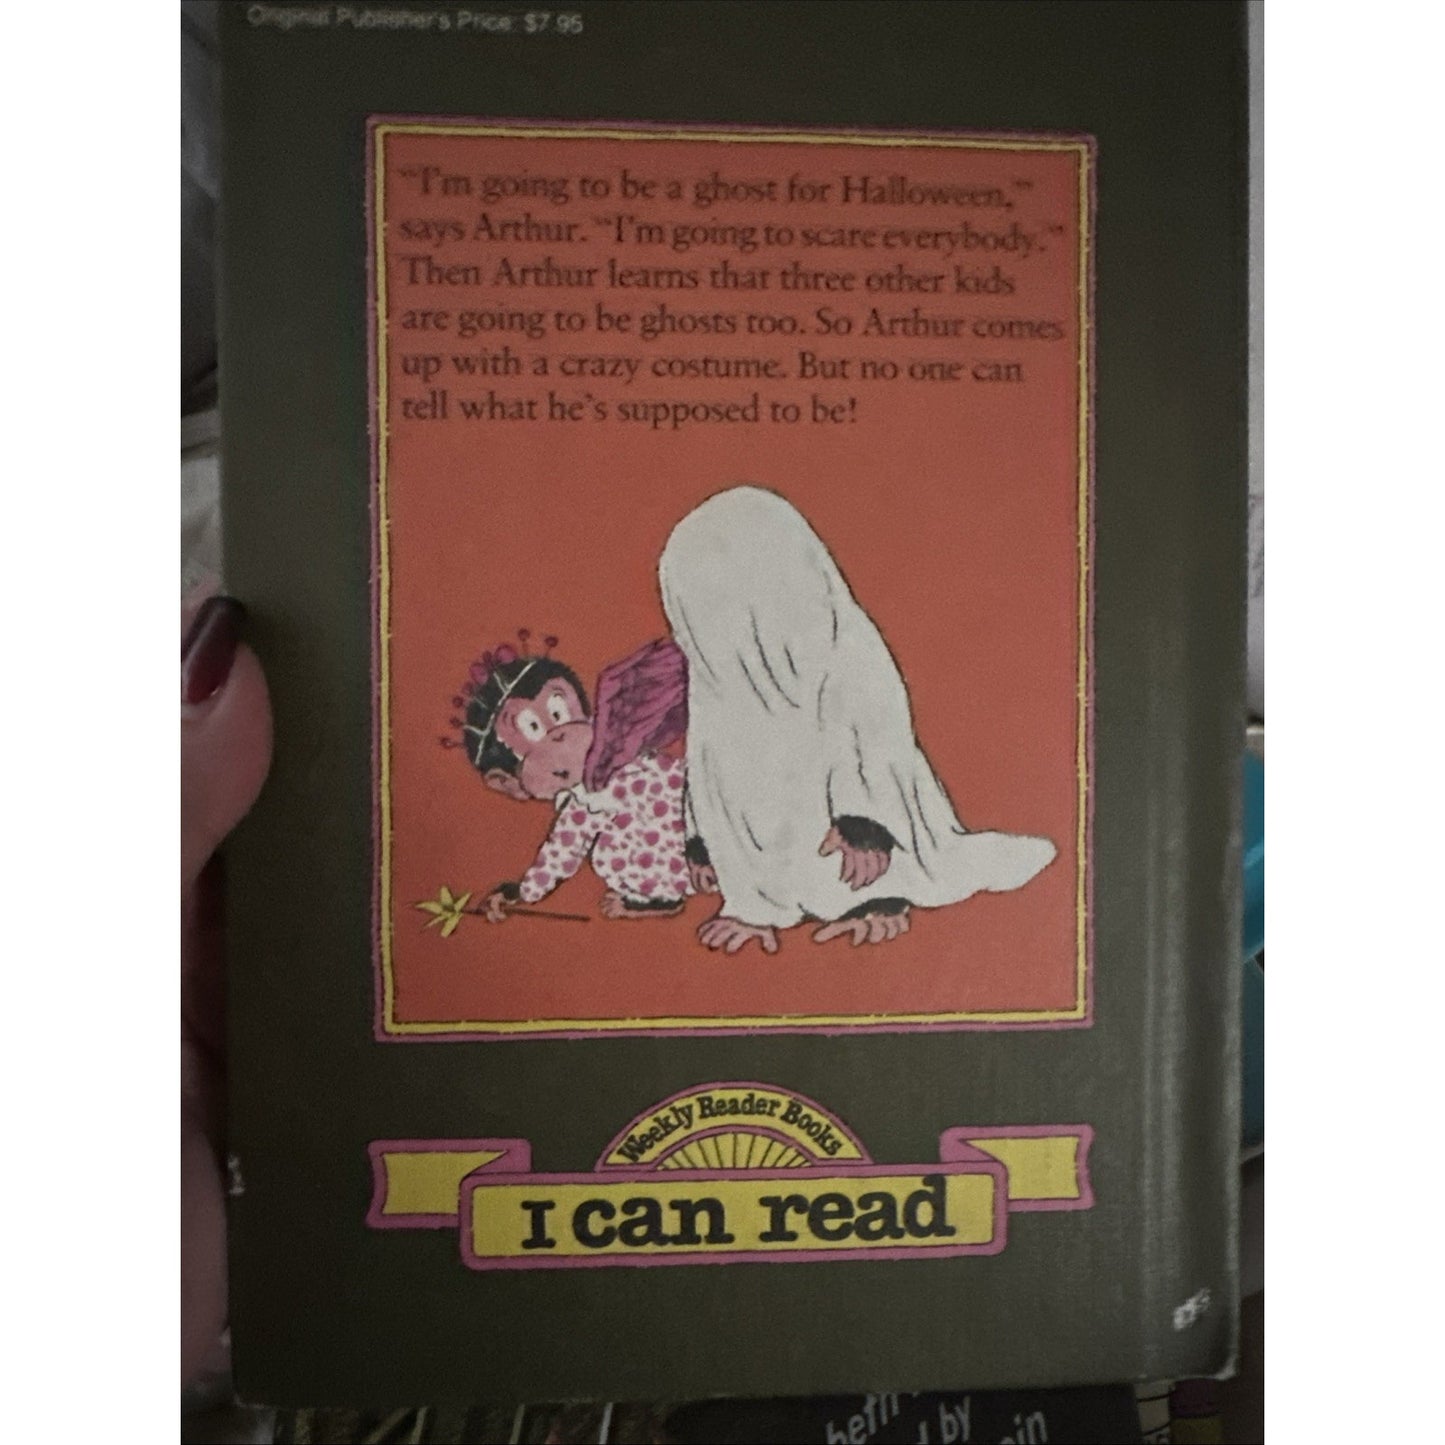 Original Publisher's Price: $7.95
"I'm going to be a ghost for Halloween,"
says Arthur. "I'm going to scare everybody."
Then Arthur learns that three other kids
are going to be ghosts too. So Arthur comes
up with a crazy costume. But no one can
tell what he's supposed to be!
Weekly Reader Books
I can read
by